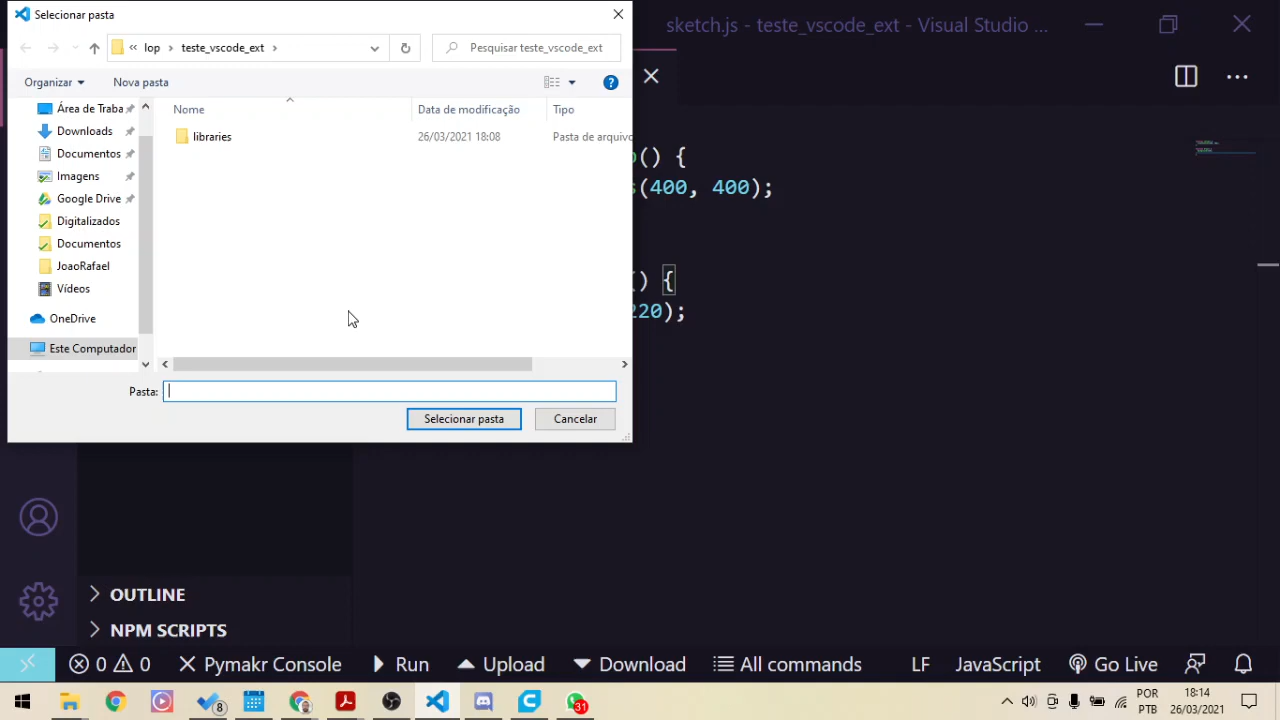 Selecionar pasta
sketch.js - teste_vscode_ext - Visual Studio ...
« lop › teste_vscode_ext ›
Pesquisar teste_vscode_ext
Organizar
Nova pasta
Área de Traba
Downloads
Documentos
Imagens
Google Drive
Digitalizados
Documentos
JoaoRafael
Vídeos
OneDrive
Este Computador
Nome
Data de modificação
Tipo
libraries
26/03/2021 18:08
Pasta de arquivo
() {
(400, 400);
() {
220);
Pasta:
Selecionar pasta
Cancelar
OUTLINE
NPM SCRIPTS
0
0
Pymakr Console
Run
Upload
Download
All commands
LF
JavaScript
Go Live
8
31
POR
PTB
18:14
26/03/2021